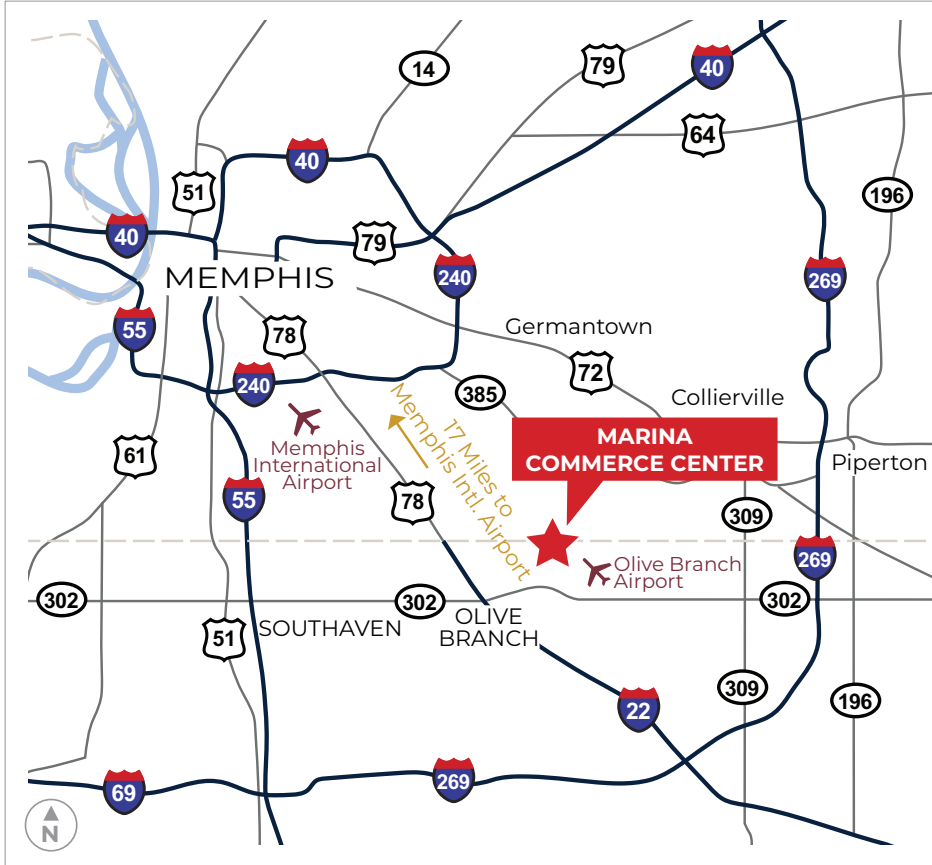 14
79
40
64
40
51
196
40
79
MEMPHIS
240
269
55
78
Germantown
72
240
385
Collierville
Memphis
International
Airport
17 Miles to
Memphis Intl. Airport
MARINA
COMMERCE CENTER
61
Piperton
55
78
309
269
Olive Branch
Airport
302
302
302
51
SOUTHAVEN
OLIVE
BRANCH
309
196
22
69
269
N